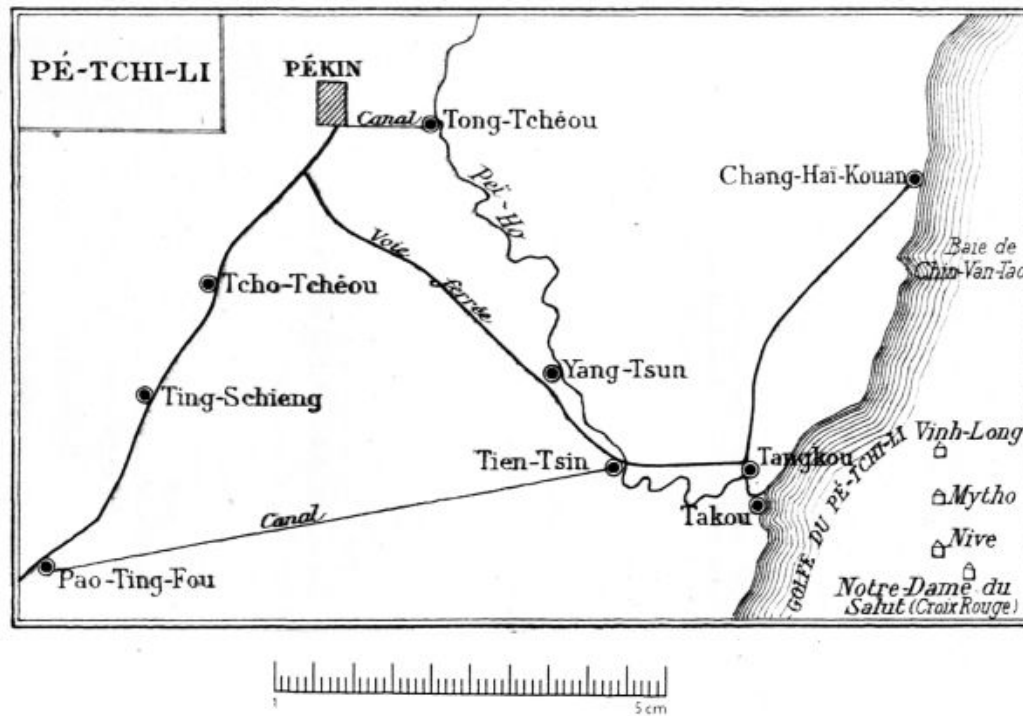 PÉ-TCHI-LI
PÉKIN
Canal
Tong-Tchéou
Peï-Ho
Chang-Haï-Kouan
Voie
ferrée
Baie de
Chin-Van-Tao
Tcho-Tchéou
Yang-Tsun
Ting-Schieng
Tien-Tsin
Tangkou
Takou
Canal
Pao-Ting-Fou
GOLFE DU PÉ-TCHI-LI
Vinh-Long
Mytho
Nive
Notre-Dame du
Salut (Croix Rouge)
1
5 cm